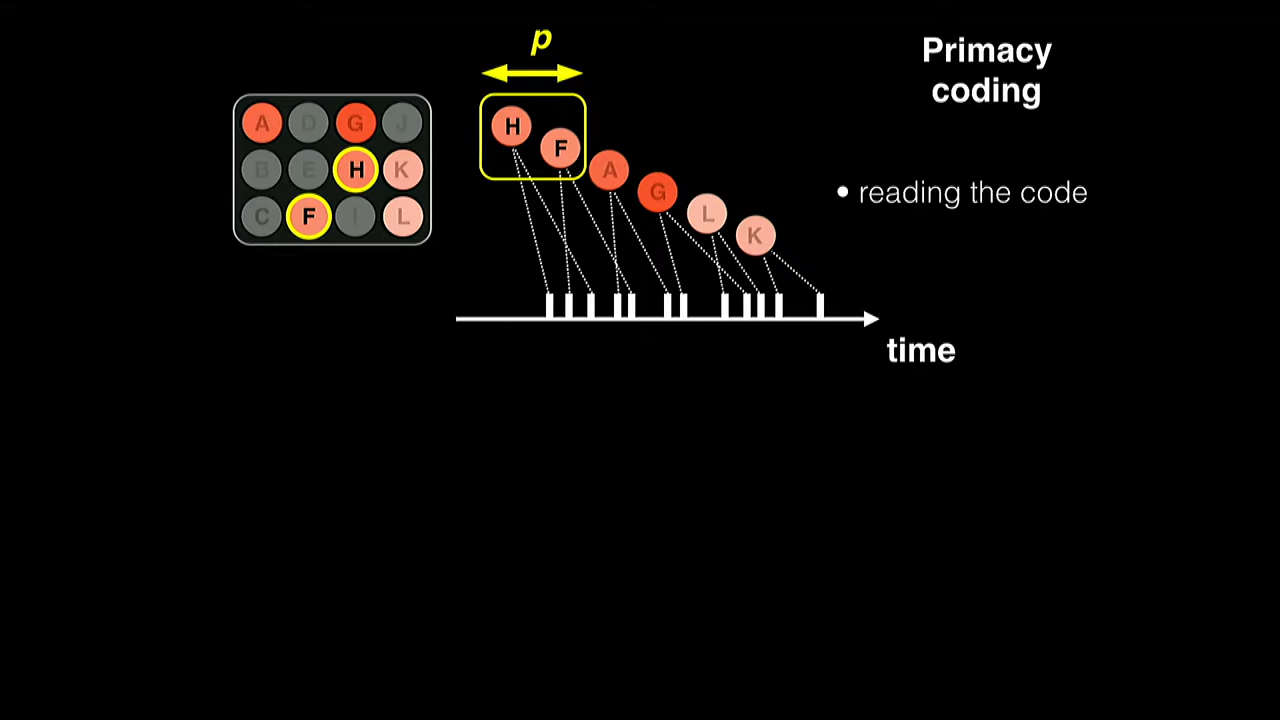 p
Primacy
coding
A D G J
B E H K
C F I L
H
F
A
G
L
K
• reading the code
time